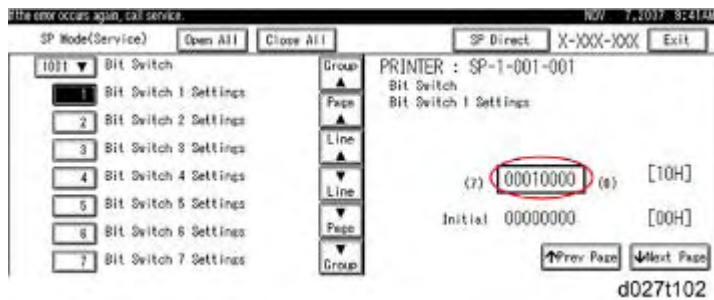 If the error occurs again, call service. NOV 7,2007 9:41AM
SP Mode(Service) Open All Close All SP Direct X-XXX-XXX Exit
1001 ▼ Bit Switch
1 Bit Switch 1 Settings
2 Bit Switch 2 Settings
3 Bit Switch 3 Settings
4 Bit Switch 4 Settings
5 Bit Switch 5 Settings
6 Bit Switch 6 Settings
7 Bit Switch 7 Settings
Group ▲
Page ▲
Line ▲
▼ Line
▼ Page
▼ Group
PRINTER : SP-1-001-001
Bit Switch
Bit Switch 1 Settings
(7) 00010000 (0) [10H]
Initial 00000000 [00H]
↑Prev Page ↓Next Page
d027t102